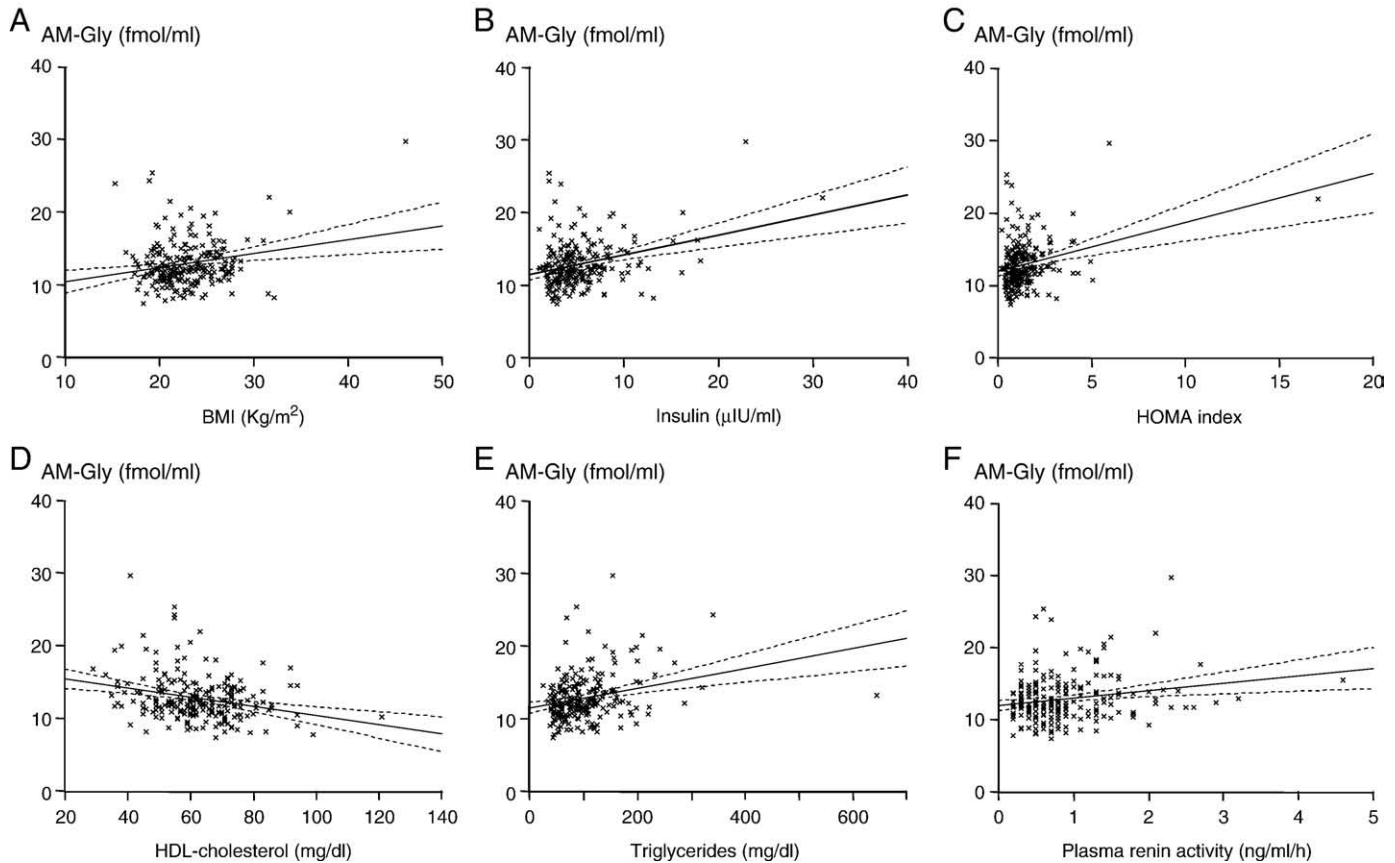 A
AM-Gly (fmol/ml)
40
30
20
10
0
10 20 30 40 50
BMI (Kg/m²)
B
AM-Gly (fmol/ml)
40
30
20
10
0
0 10 20 30 40
Insulin (μIU/ml)
C
AM-Gly (fmol/ml)
40
30
20
10
0
0 5 10 15 20
HOMA index
D
AM-Gly (fmol/ml)
40
30
20
10
0
20 40 60 80 100 120 140
HDL-cholesterol (mg/dl)
E
AM-Gly (fmol/ml)
40
30
20
10
0
0 200 400 600
Triglycerides (mg/dl)
F
AM-Gly (fmol/ml)
40
30
20
10
0
0 1 2 3 4 5
Plasma renin activity (ng/ml/h)